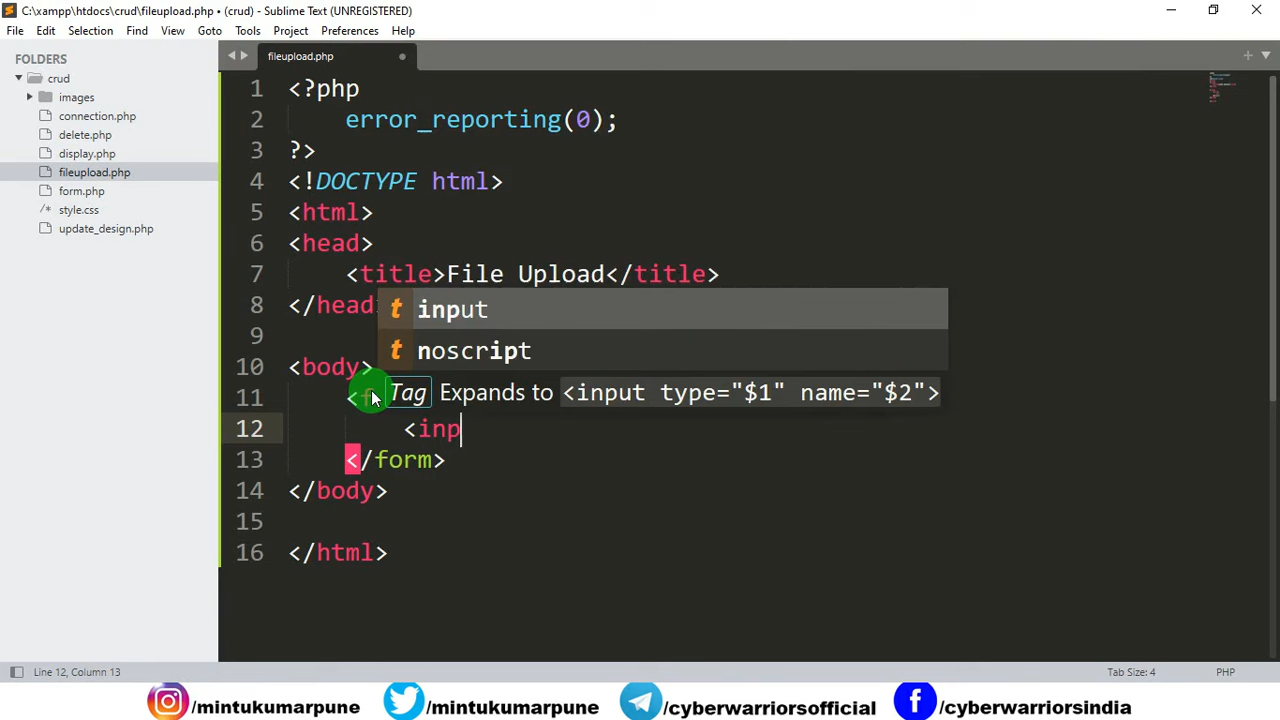 C:\xampp\htdocs\crud\fileupload.php • (crud) - Sublime Text (UNREGISTERED)
File Edit Selection Find View Goto Tools Project Preferences Help
FOLDERS
crud
images
connection.php
delete.php
display.php
fileupload.php
form.php
/* style.css
update_design.php
fileupload.php
1 <?php
2 error_reporting(0);
3 ?>
4 <!DOCTYPE html>
5 <html>
6 <head>
7 <title>File Upload</title>
8 </head
9
10 <body>
11 <f
12 <inp
13 </form>
14 </body>
15
16 </html>
t input
t noscript
Tag Expands to <input type="$1" name="$2">
Line 12, Column 13
Tab Size: 4
PHP
/mintukumarpune
/mintukumarpune
/cyberwarriorsofficial
/cyberwarriorsindia